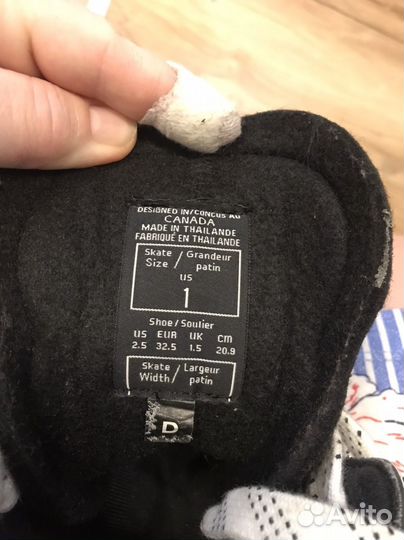 DESIGNED IN/CONCUS AU
CANADA
MADE IN THAILANDE
FABRIQUÉ EN THAILANDE
Skate / Grandeur
Size / patin
US
1
Shoe/Soulier
US EUR UK CM
2.5 32.5 1.5 20.9
Skate / Largeur
Width / patin
D
Avito